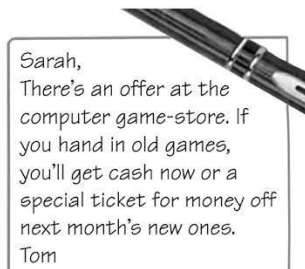 Sarah,
There's an offer at the
computer game-store. If
you hand in old games,
you'll get cash now or a
special ticket for money off
next month's new ones.
Tom